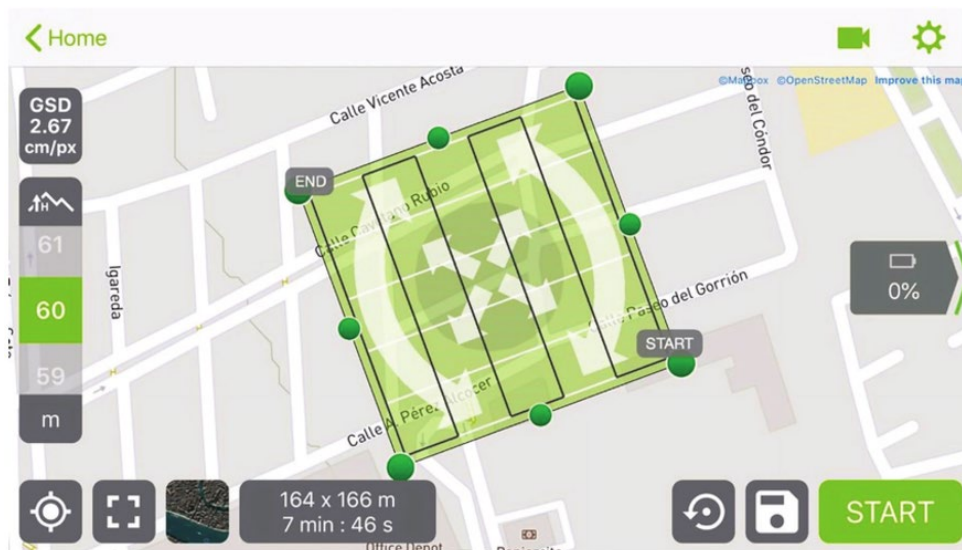 Home
©Mapbox ©OpenStreetMap Improve this map
GSD
2.67
cm/px
H
61
60
59
m
Calle Vicente Acosta
seo del Cóndor
END
Calle Cayetano Rubio
Igareda
0%
Calle Paseo del Gorrión
START
Calle A. Pérez Alcocer
164 x 166 m
7 min : 46 s
START
Office Depot